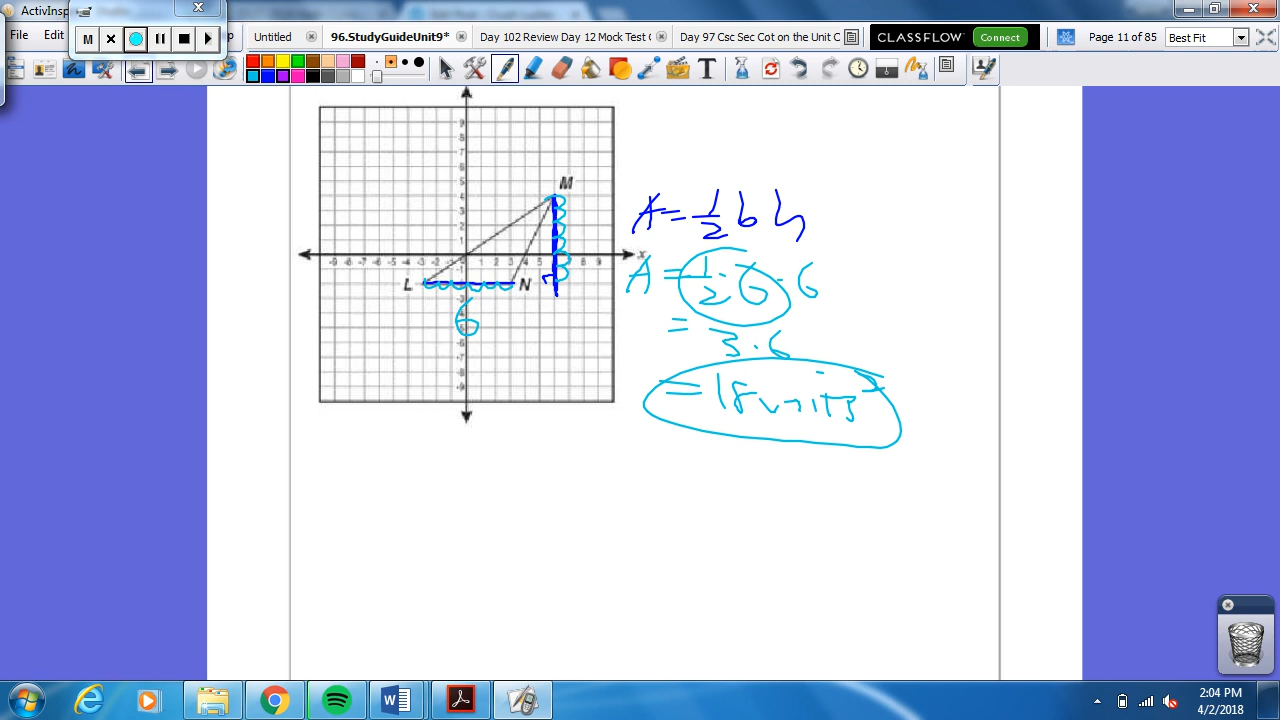 ActivInsp
File Edit
M
Untitled 96.StudyGuideUnit9* Day 102 Review Day 12 Mock Test ( Day 97 Csc Sec Cot on the Unit C CLASSFLOW Connect Page 11 of 85 Best Fit
M
A = 1/2 b h
x
L N
A = 1/2 · 6 · 6
6
= 3 · 6
= 18 units²
2:04 PM
4/2/2018